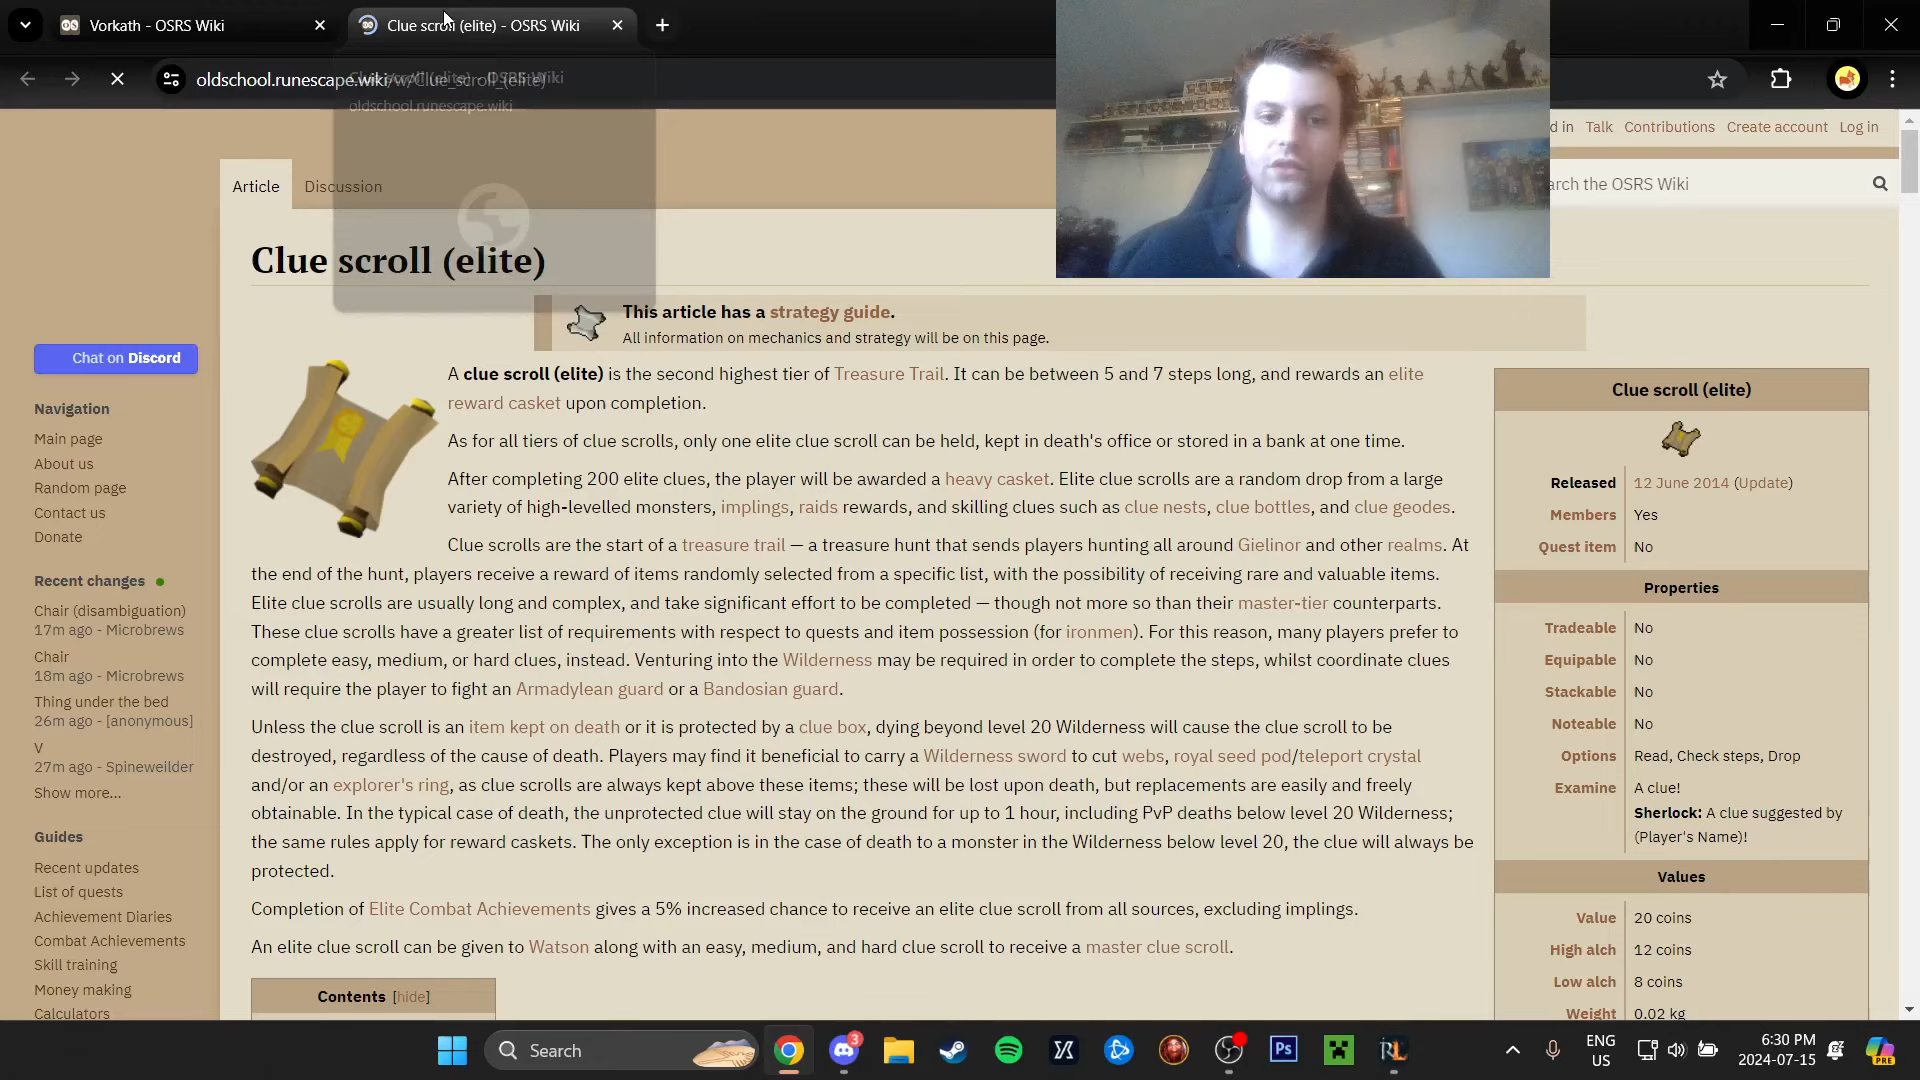 Vorkath - OSRS Wiki
Clue scroll (elite) - OSRS Wiki
oldschool.runescape.wiki/w/Clue_scroll_(elite)
Clue scroll (elite) - OSRS Wiki
oldschool.runescape.wiki
d in Talk Contributions Create account Log in
Article Discussion
arch the OSRS Wiki
Clue scroll (elite)
This article has a strategy guide.
All information on mechanics and strategy will be on this page.
Chat on Discord
Navigation
Main page
About us
Random page
Contact us
Donate
Recent changes
Chair (disambiguation)
17m ago - Microbrews
Chair
18m ago - Microbrews
Thing under the bed
26m ago - [anonymous]
V
27m ago - Spineweilder
Show more...
Guides
Recent updates
List of quests
Achievement Diaries
Combat Achievements
Skill training
Money making
Calculators
A clue scroll (elite) is the second highest tier of Treasure Trail. It can be between 5 and 7 steps long, and rewards an elite
reward casket upon completion.
As for all tiers of clue scrolls, only one elite clue scroll can be held, kept in death's office or stored in a bank at one time.
After completing 200 elite clues, the player will be awarded a heavy casket. Elite clue scrolls are a random drop from a large
variety of high-levelled monsters, implings, raids rewards, and skilling clues such as clue nests, clue bottles, and clue geodes.
Clue scrolls are the start of a treasure trail — a treasure hunt that sends players hunting all around Gielinor and other realms. At
the end of the hunt, players receive a reward of items randomly selected from a specific list, with the possibility of receiving rare and valuable items.
Elite clue scrolls are usually long and complex, and take significant effort to be completed — though not more so than their master-tier counterparts.
These clue scrolls have a greater list of requirements with respect to quests and item possession (for ironmen). For this reason, many players prefer to
complete easy, medium, or hard clues, instead. Venturing into the Wilderness may be required in order to complete the steps, whilst coordinate clues
will require the player to fight an Armadylean guard or a Bandosian guard.
Unless the clue scroll is an item kept on death or it is protected by a clue box, dying beyond level 20 Wilderness will cause the clue scroll to be
destroyed, regardless of the cause of death. Players may find it beneficial to carry a Wilderness sword to cut webs, royal seed pod/teleport crystal
and/or an explorer's ring, as clue scrolls are always kept above these items; these will be lost upon death, but replacements are easily and freely
obtainable. In the typical case of death, the unprotected clue will stay on the ground for up to 1 hour, including PvP deaths below level 20 Wilderness;
the same rules apply for reward caskets. The only exception is in the case of death to a monster in the Wilderness below level 20, the clue will always be
protected.
Completion of Elite Combat Achievements gives a 5% increased chance to receive an elite clue scroll from all sources, excluding implings.
An elite clue scroll can be given to Watson along with an easy, medium, and hard clue scroll to receive a master clue scroll.
Contents [hide]
Clue scroll (elite)
Released 12 June 2014 (Update)
Members Yes
Quest item No
Properties
Tradeable No
Equipable No
Stackable No
Noteable No
Options Read, Check steps, Drop
Examine A clue!
Sherlock: A clue suggested by
(Player's Name)!
Values
Value 20 coins
High alch 12 coins
Low alch 8 coins
Weight 0.02 kg
Search
3
Ps
ENG
US
6:30 PM
2024-07-15
PRE